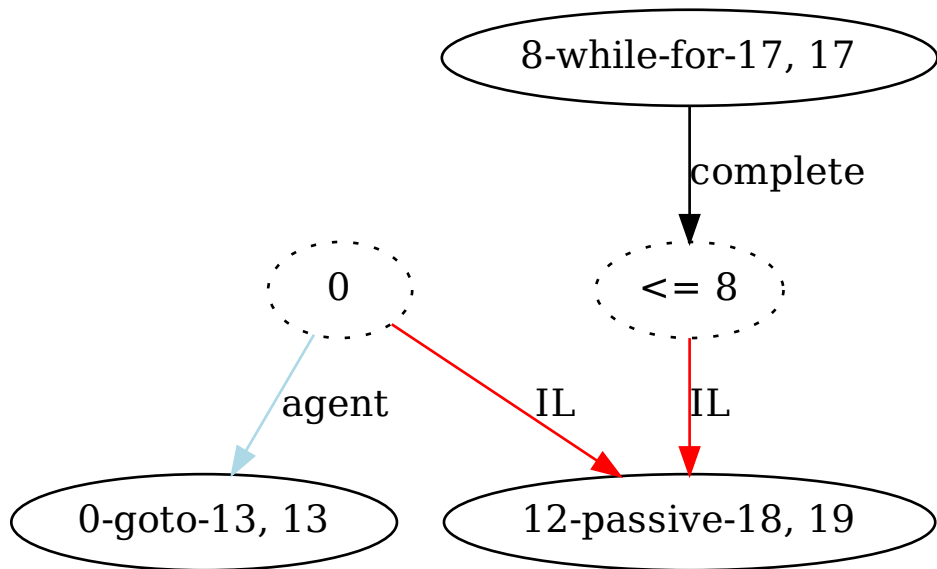 8-while-for-17, 17
complete
0
<= 8
agent
IL
IL
0-goto-13, 13
12-passive-18, 19